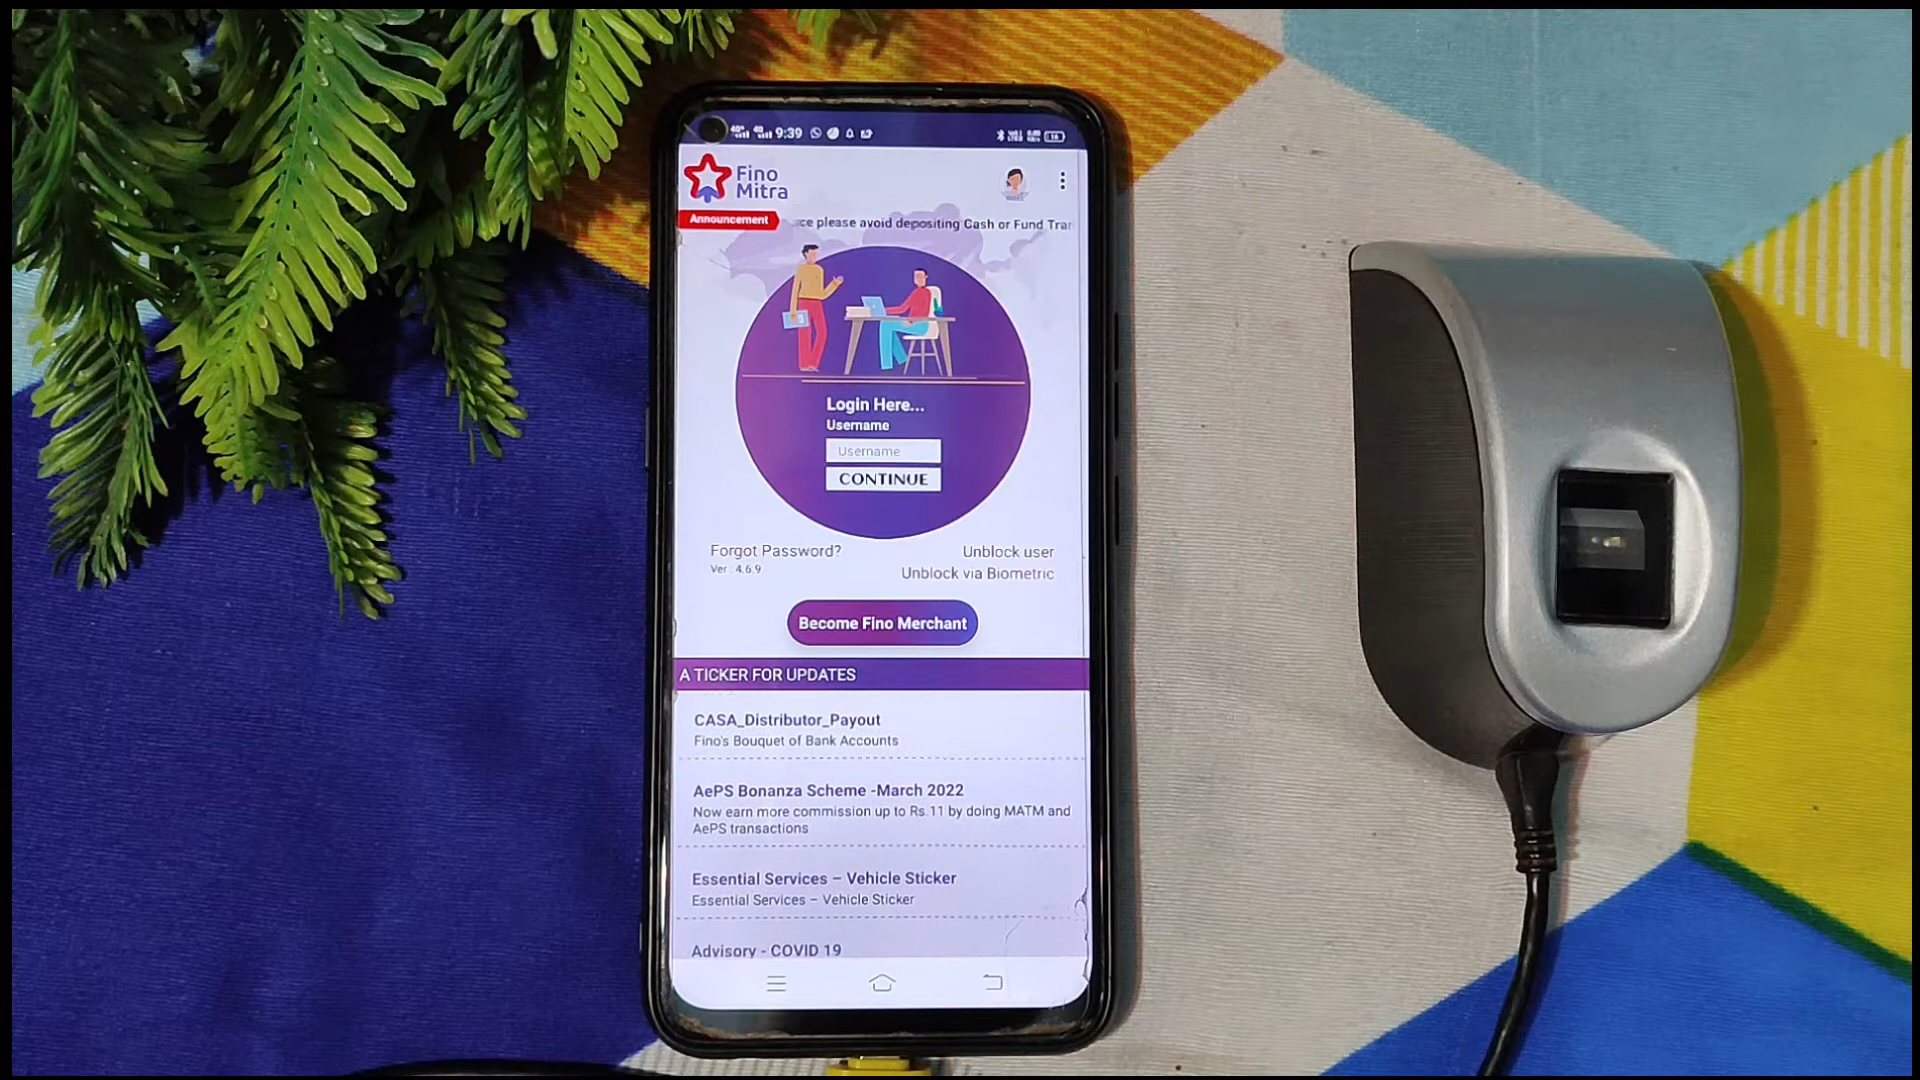 9:39
Fino
Mitra
Announcement
ce please avoid depositing Cash or Fund Tra
Login Here...
Username
Username
CONTINUE
Forgot Password?
Unblock user
Ver : 4.6.9
Unblock via Biometric
Become Fino Merchant
A TICKER FOR UPDATES
CASA_Distributor_Payout
Fino's Bouquet of Bank Accounts
AePS Bonanza Scheme -March 2022
Now earn more commission up to Rs.11 by doing MATM and
AePS transactions
Essential Services – Vehicle Sticker
Essential Services – Vehicle Sticker
Advisory - COVID 19